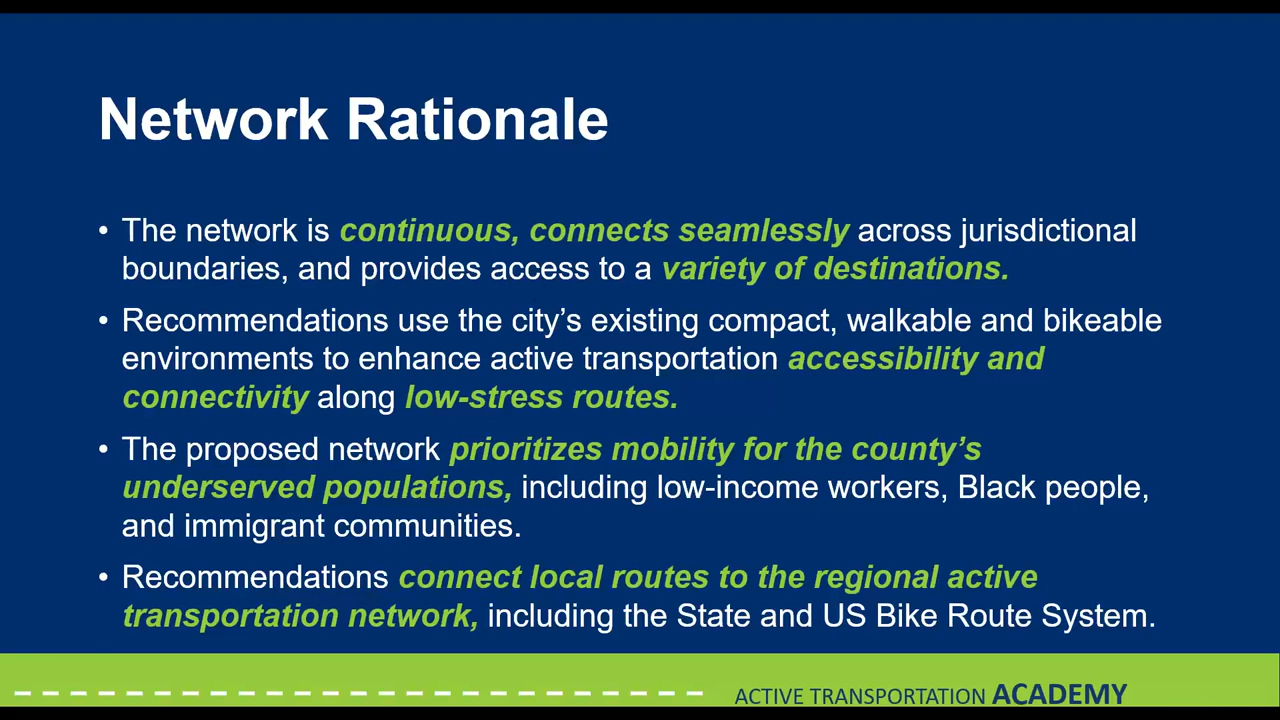 Network Rationale
• The network is continuous, connects seamlessly across jurisdictional
boundaries, and provides access to a variety of destinations.
• Recommendations use the city’s existing compact, walkable and bikeable
environments to enhance active transportation accessibility and
connectivity along low-stress routes.
• The proposed network prioritizes mobility for the county’s
underserved populations, including low-income workers, Black people,
and immigrant communities.
• Recommendations connect local routes to the regional active
transportation network, including the State and US Bike Route System.
ACTIVE TRANSPORTATION ACADEMY